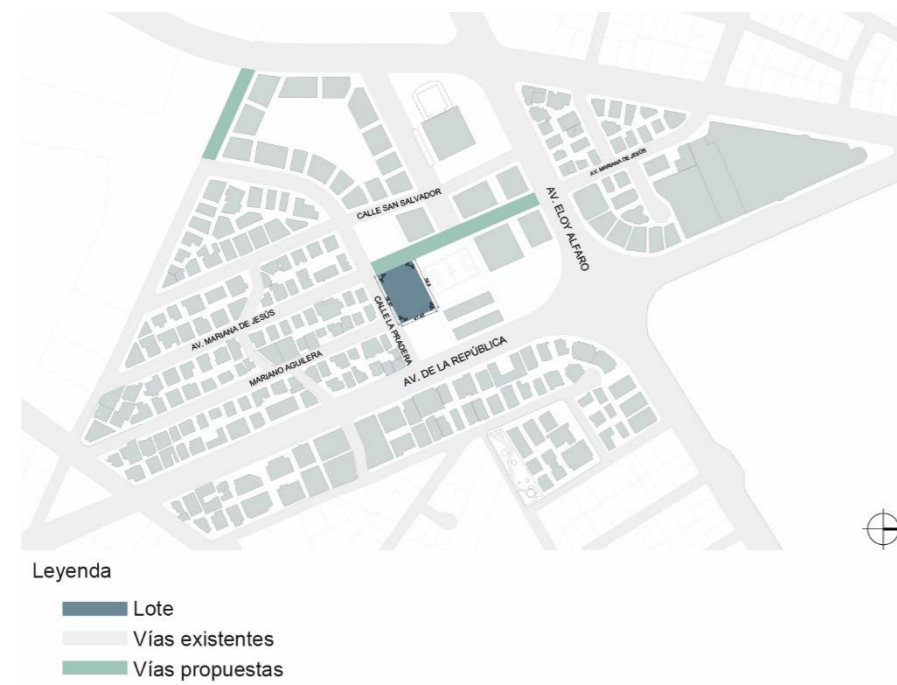 AV. MARIANA DE JESÚS
CALLE SAN SALVADOR
AV. ELOY ALFARO
CALLE LA PRADERA
AV. MARIANA DE JESÚS
MARIANO AGUILERA
AV. DE LA REPÚBLICA
Leyenda
Lote
Vías existentes
Vías propuestas